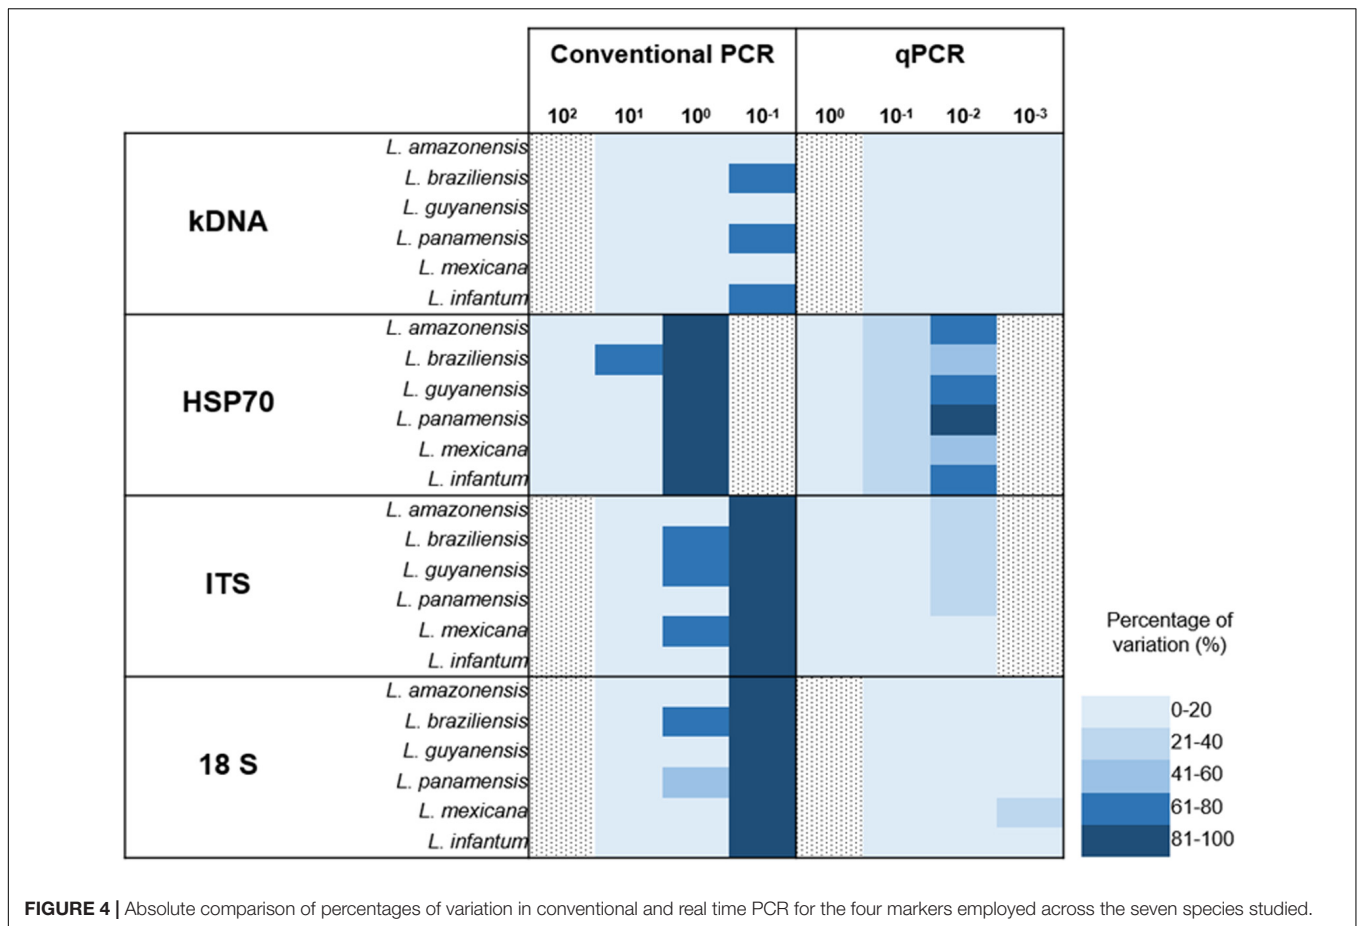 Conventional PCR qPCR
10² 10¹ 10⁰ 10⁻¹ 10⁰ 10⁻¹ 10⁻² 10⁻³
kDNA
L. amazonensis
L. braziliensis
L. guyanensis
L. panamensis
L. mexicana
L. infantum
HSP70
L. amazonensis
L. braziliensis
L. guyanensis
L. panamensis
L. mexicana
L. infantum
ITS
L. amazonensis
L. braziliensis
L. guyanensis
L. panamensis
L. mexicana
L. infantum
18 S
L. amazonensis
L. braziliensis
L. guyanensis
L. panamensis
L. mexicana
L. infantum
Percentage of
variation (%)
0-20
21-40
41-60
61-80
81-100
FIGURE 4 | Absolute comparison of percentages of variation in conventional and real time PCR for the four markers employed across the seven species studied.